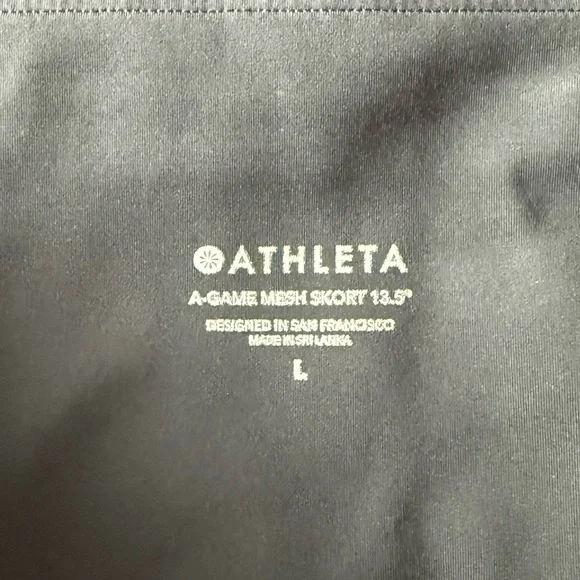 ATHLETA
A-GAME MESH SKORT 13.5"
DESIGNED IN SAN FRANCISCO
MADE IN SRI LANKA
L